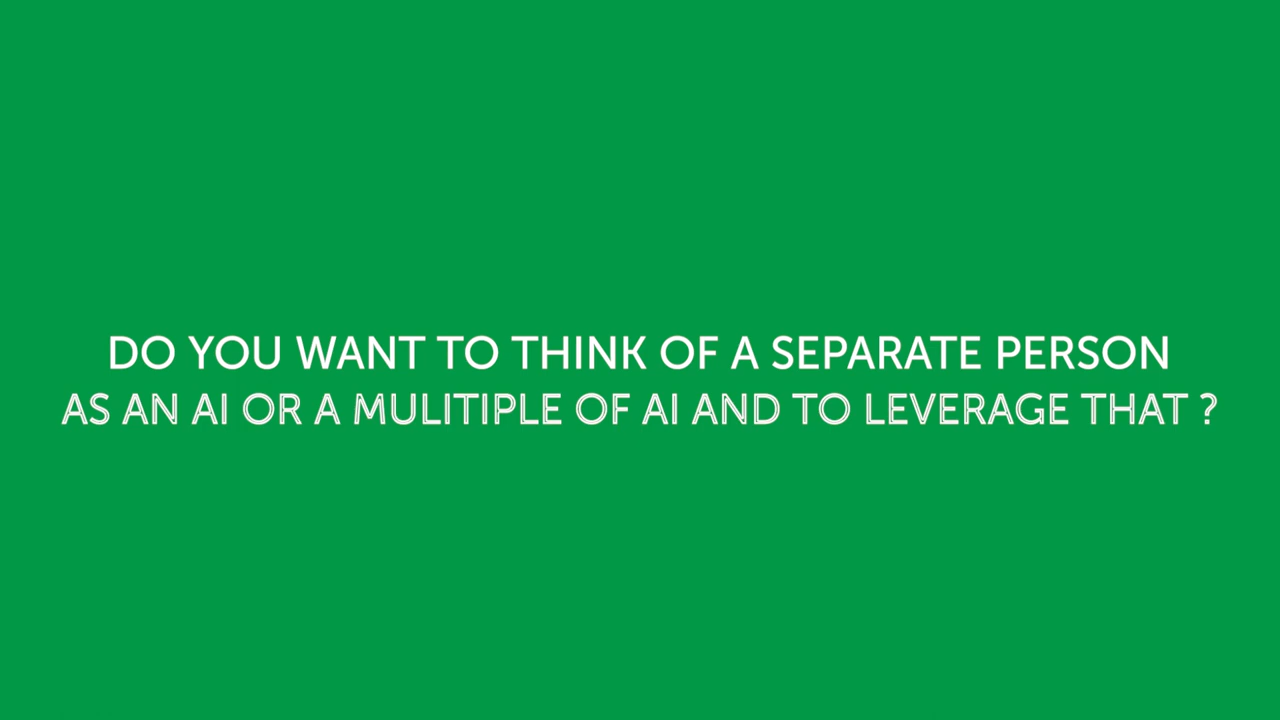 DO YOU WANT TO THINK OF A SEPARATE PERSON
AS AN AI OR A MULITIPLE OF AI AND TO LEVERAGE THAT ?